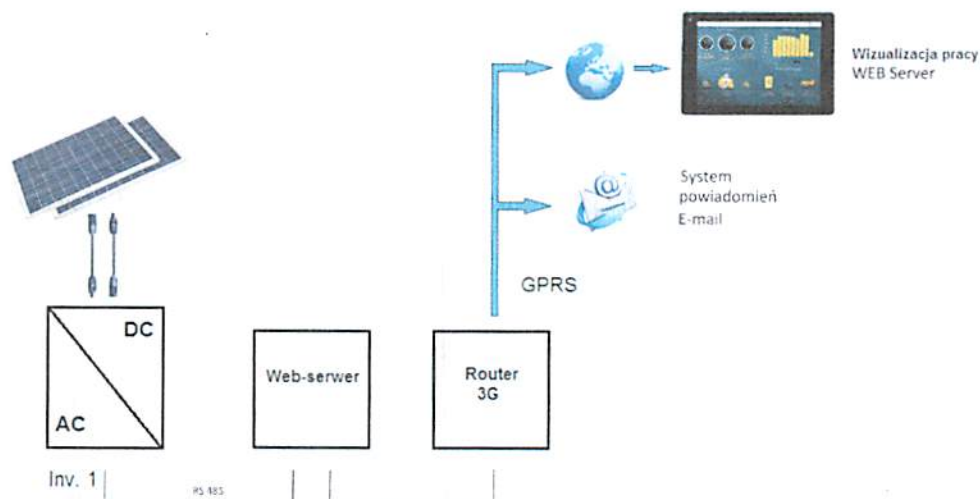 Wizualizacja pracy
WEB Server
System
powiadomień
E-mail
GPRS
DC
AC
Web-serwer
Router
3G
Inv. 1
RS 485